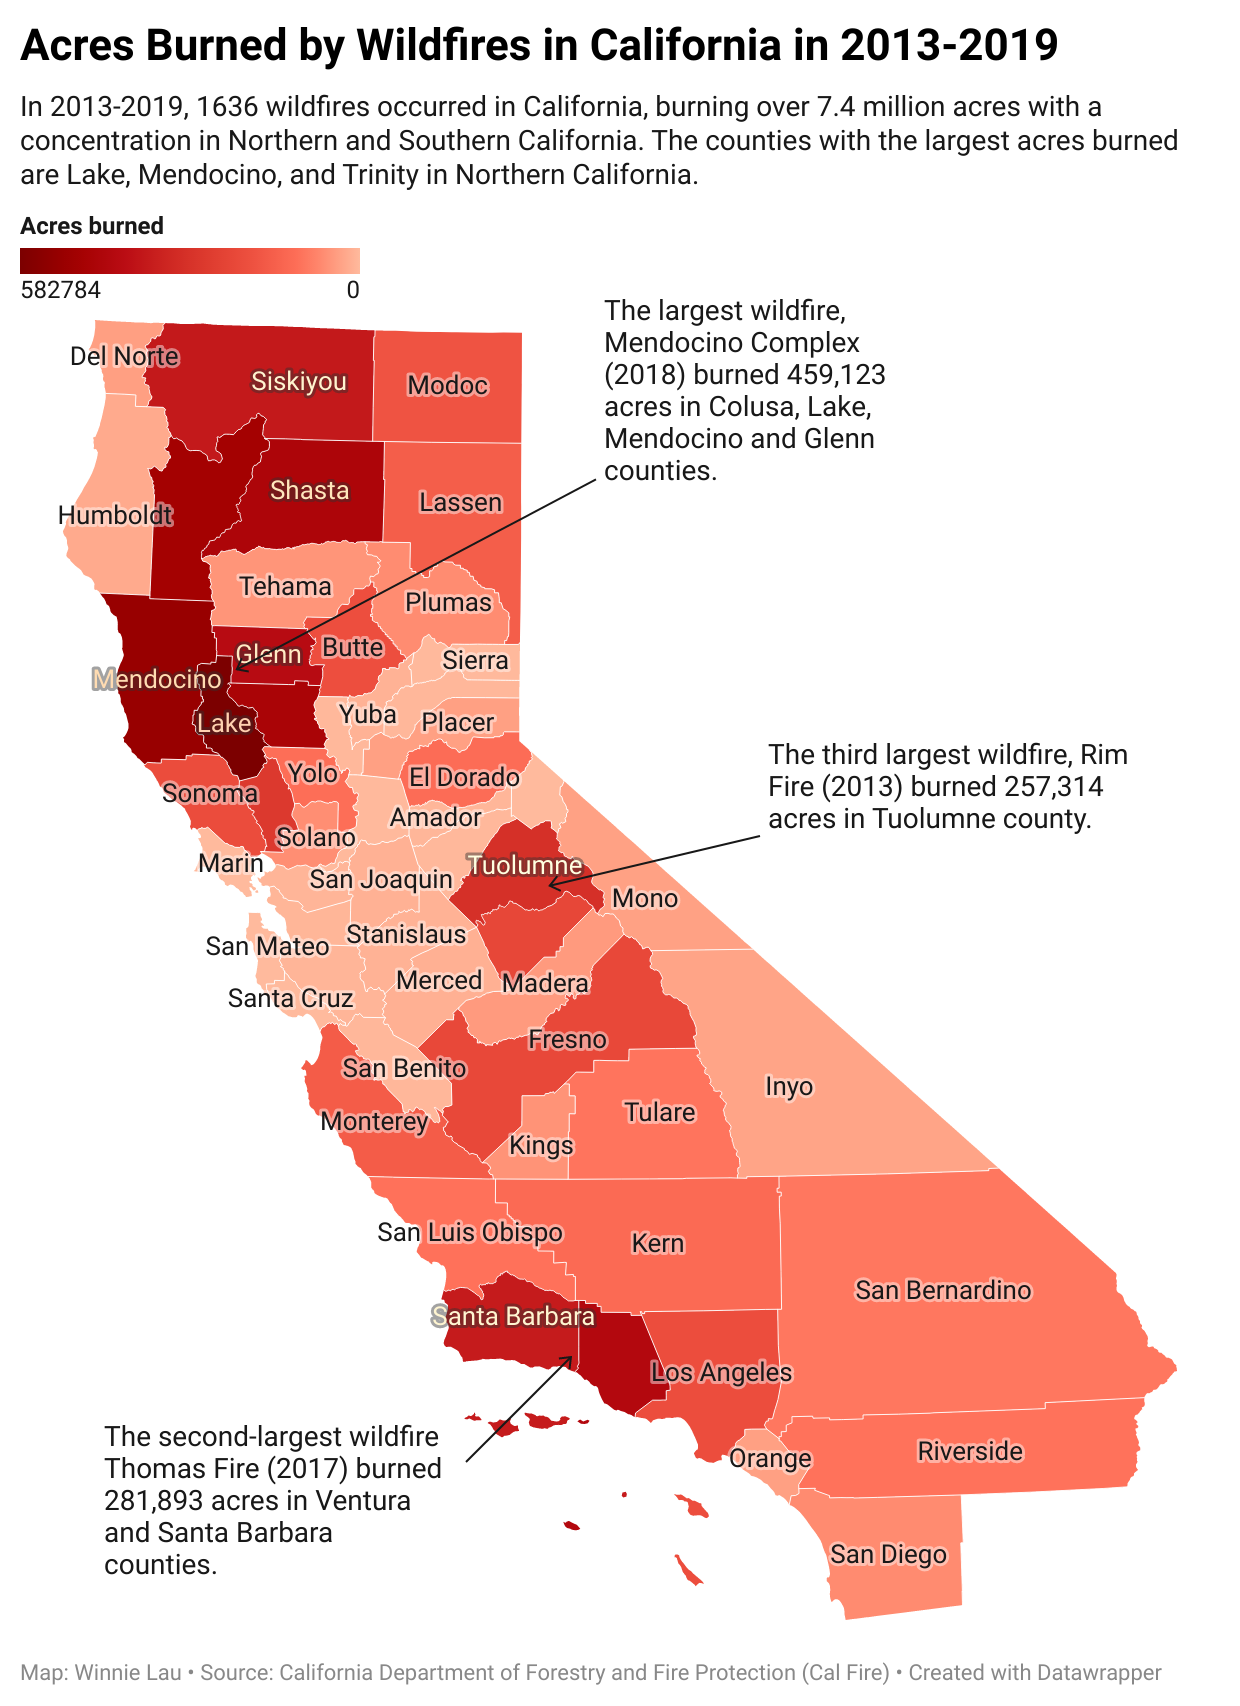 Acres Burned by Wildfires in California in 2013-2019
In 2013-2019, 1636 wildfires occurred in California, burning over 7.4 million acres with a
concentration in Northern and Southern California. The counties with the largest acres burned
are Lake, Mendocino, and Trinity in Northern California.
Acres burned
582784 0
The largest wildfire,
Mendocino Complex
(2018) burned 459,123
acres in Colusa, Lake,
Mendocino and Glenn
counties.
Del Norte
Siskiyou
Modoc
Shasta
Lassen
Humboldt
Tehama
Plumas
Butte
Glenn
Sierra
Mendocino
Yuba
Placer
Lake
The third largest wildfire, Rim
Fire (2013) burned 257,314
acres in Tuolumne county.
Yolo
El Dorado
Sonoma
Amador
Solano
Marin
Tuolumne
San Joaquin
Mono
Stanislaus
San Mateo
Merced
Madera
Santa Cruz
Fresno
San Benito
Inyo
Tulare
Monterey
Kings
San Luis Obispo
Kern
San Bernardino
Santa Barbara
Los Angeles
The second-largest wildfire
Thomas Fire (2017) burned
281,893 acres in Ventura
and Santa Barbara
counties.
Orange
Riverside
San Diego
Map: Winnie Lau • Source: California Department of Forestry and Fire Protection (Cal Fire) • Created with Datawrapper